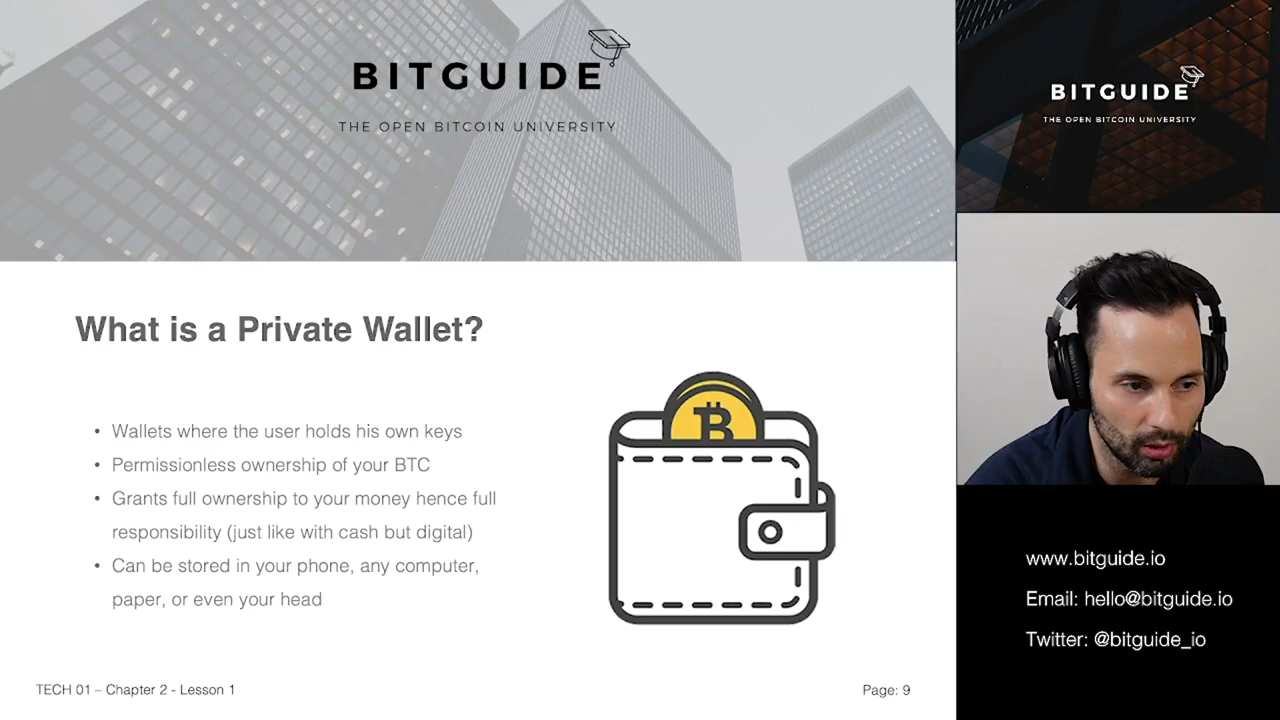 BITGUIDE
THE OPEN BITCOIN UNIVERSITY
What is a Private Wallet?
• Wallets where the user holds his own keys
• Permissionless ownership of your BTC
• Grants full ownership to your money hence full
responsibility (just like with cash but digital)
• Can be stored in your phone, any computer,
paper, or even your head
TECH 01 – Chapter 2 - Lesson 1
Page: 9
BITGUIDE
THE OPEN BITCOIN UNIVERSITY
www.bitguide.io
Email: hello@bitguide.io
Twitter: @bitguide_io